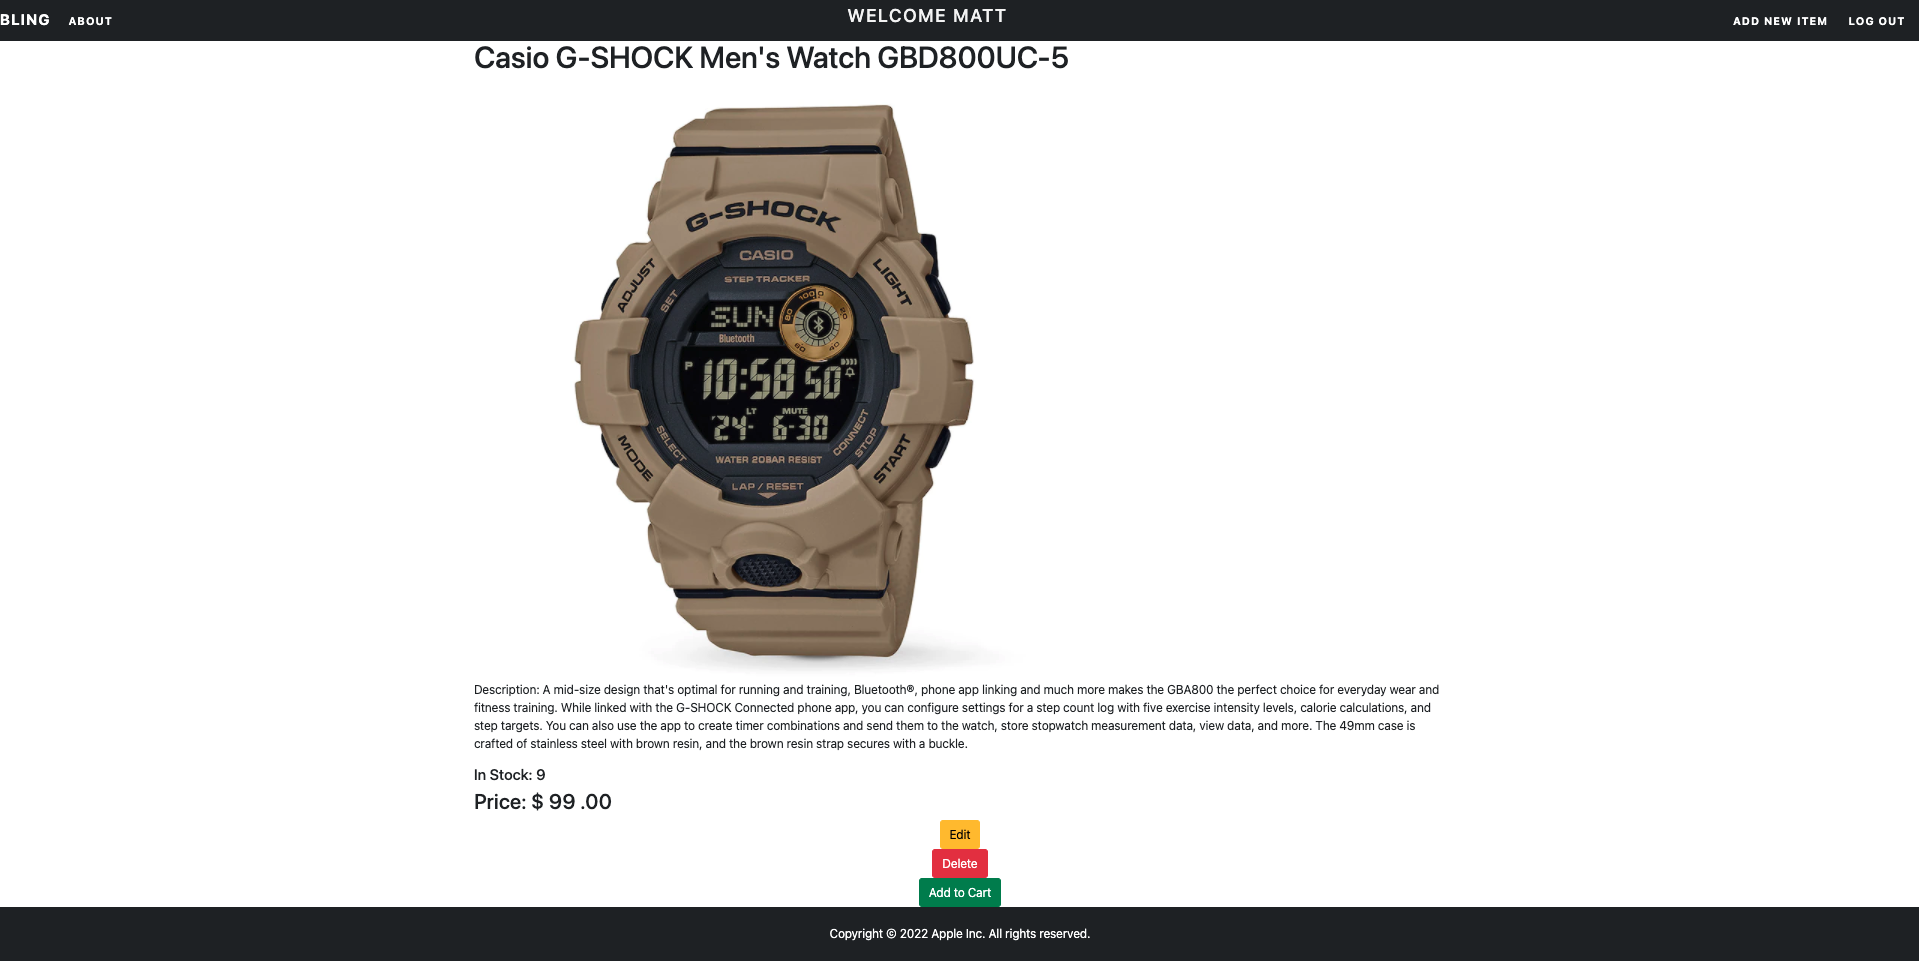 BLING ABOUT WELCOME MATT ADD NEW ITEM LOG OUT
Casio G-SHOCK Men's Watch GBD800UC-5
G-SHOCK
CASIO
STEP TRACKER
ADJUST
SET
LIGHT
SUN
100 0
80
20
60
40
Bluetooth
P
10:58 50
LT MUTE
24- 6-30
SELECT
MODE
CONNECT
STOP
START
WATER 20BAR RESIST
LAP / RESET
Description: A mid-size design that's optimal for running and training, Bluetooth®, phone app linking and much more makes the GBA800 the perfect choice for everyday wear and
fitness training. While linked with the G-SHOCK Connected phone app, you can configure settings for a step count log with five exercise intensity levels, calorie calculations, and
step targets. You can also use the app to create timer combinations and send them to the watch, store stopwatch measurement data, view data, and more. The 49mm case is
crafted of stainless steel with brown resin, and the brown resin strap secures with a buckle.
In Stock: 9
Price: $ 99 .00
Edit
Delete
Add to Cart
Copyright © 2022 Apple Inc. All rights reserved.